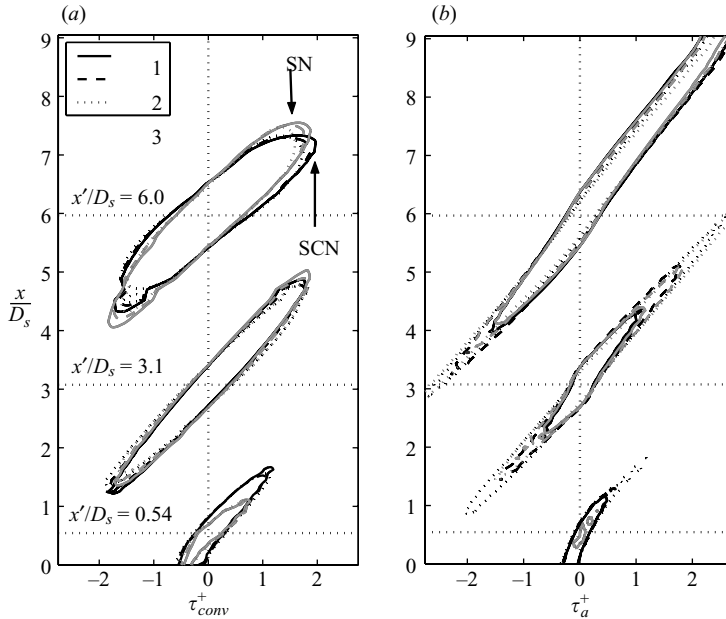 (a)
(b)
9
8
7
6
5
4
3
2
1
0
x
D_s
1
2
3
SN
SCN
x′/D_s = 6.0
x′/D_s = 3.1
x′/D_s = 0.54
−2 −1 0 1 2
τ^+_{conv}
9
8
7
6
5
4
3
2
1
0
−2 −1 0 1 2
τ^+_a